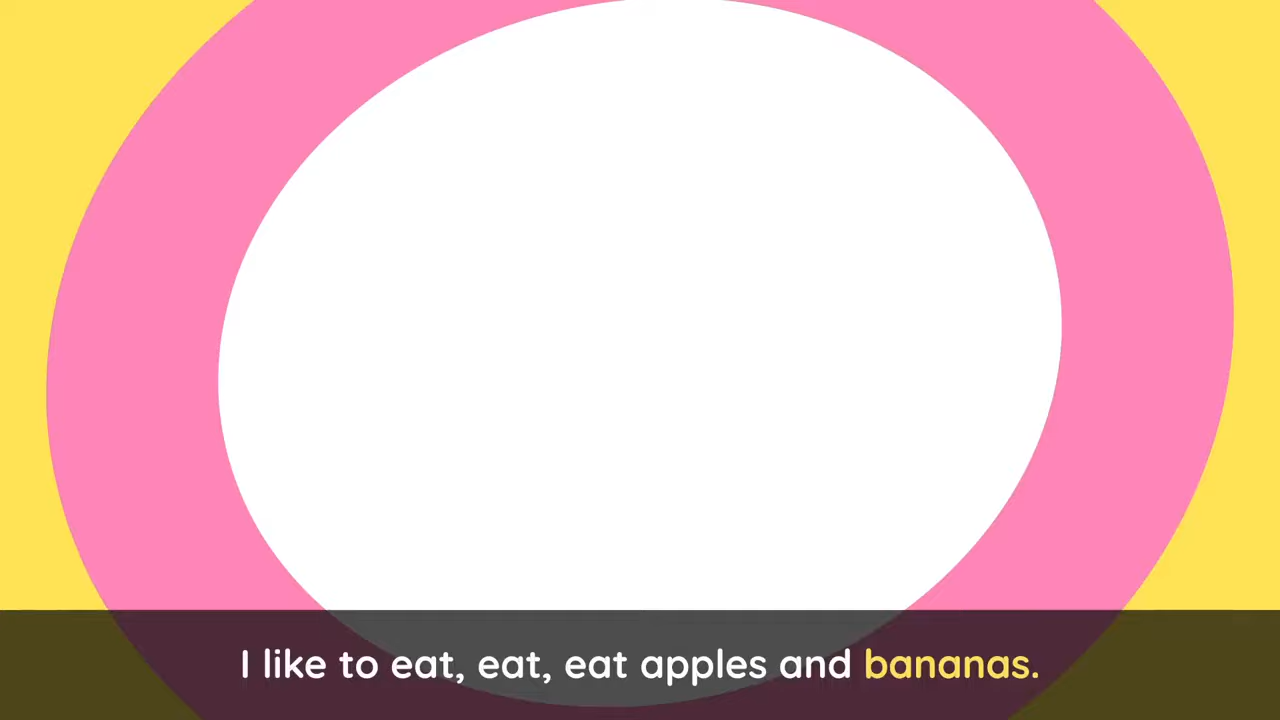 I like to eat, eat, eat apples and bananas.